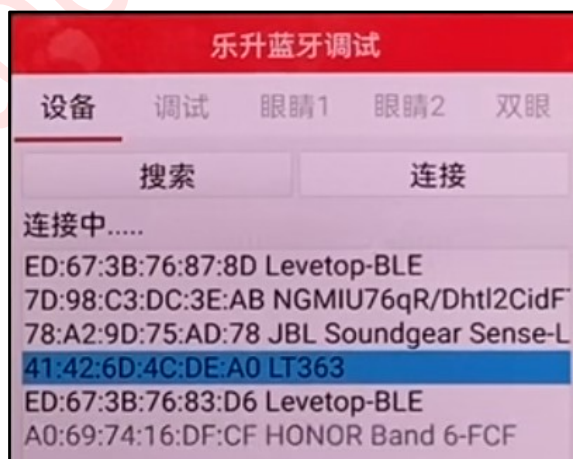 乐升蓝牙调试
设备 调试 眼睛1 眼睛2 双眼
搜索 连接
连接中.....
ED:67:3B:76:87:8D Levetop-BLE
7D:98:C3:DC:3E:AB NGMIU76qR/Dhtl2CidF
78:A2:9D:75:AD:78 JBL Soundgear Sense-L
41:42:6D:4C:DE:A0 LT363
ED:67:3B:76:83:D6 Levetop-BLE
A0:69:74:16:DF:CF HONOR Band 6-FCF